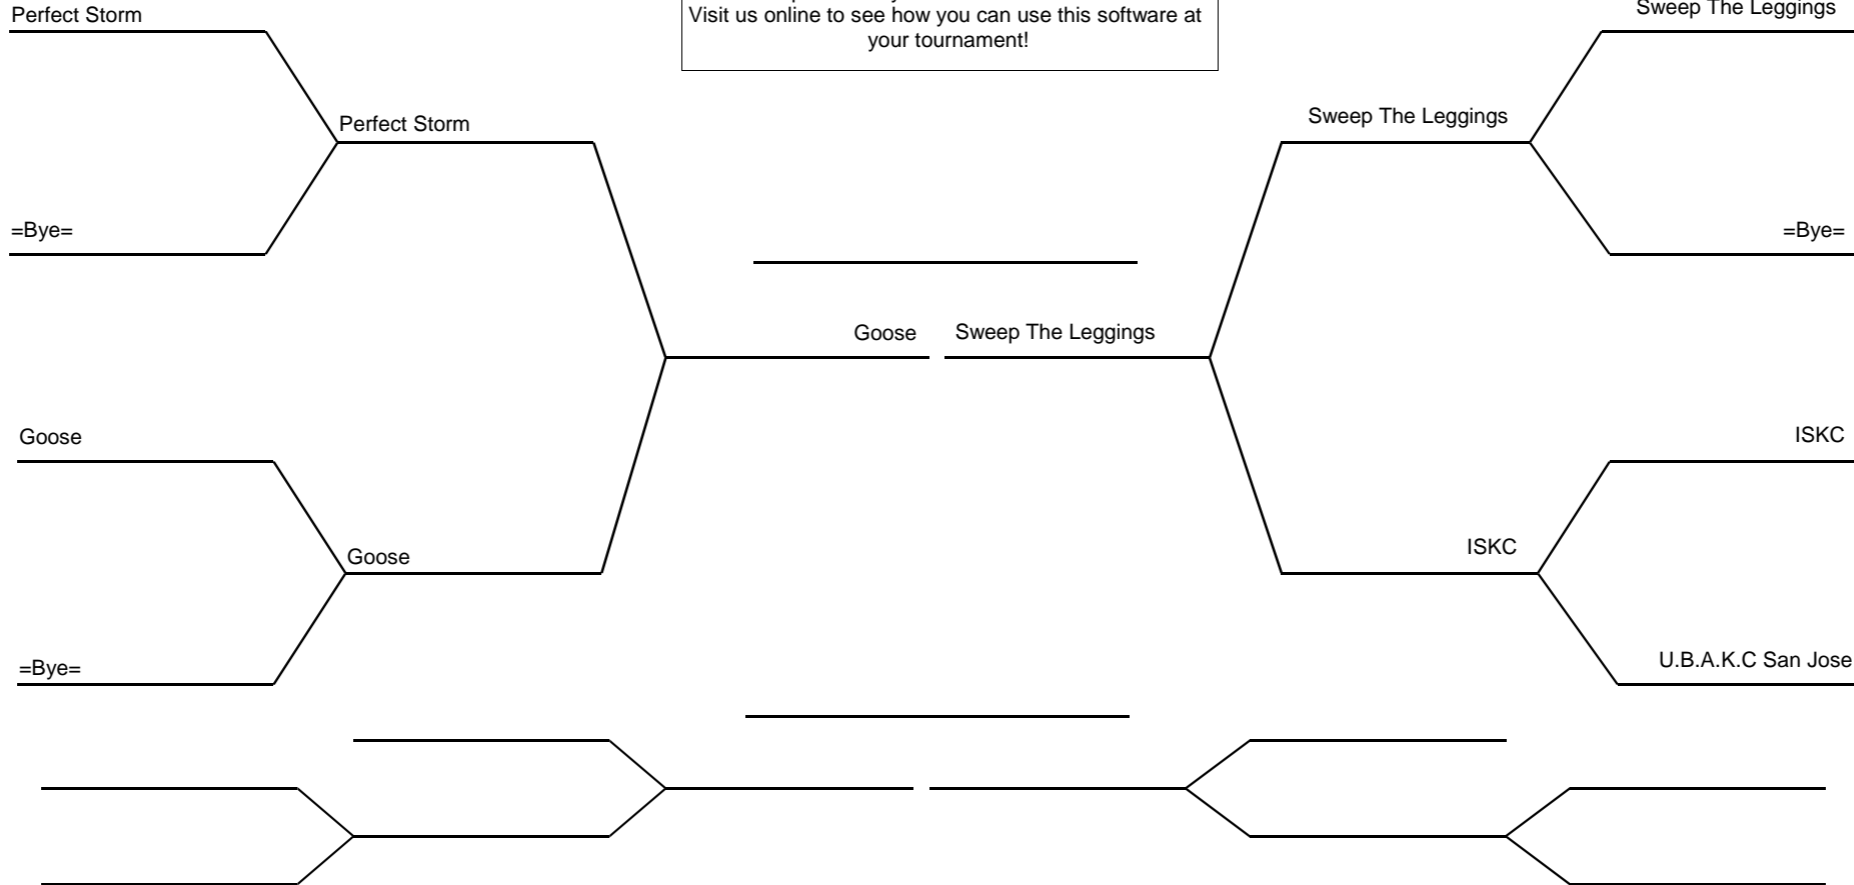 Perfect Storm
Visit us online to see how you can use this software at
your tournament!
Sweep The Leggings
Perfect Storm
Sweep The Leggings
=Bye=
=Bye=
Goose
Sweep The Leggings
Goose
ISKC
Goose
ISKC
=Bye=
U.B.A.K.C San Jose